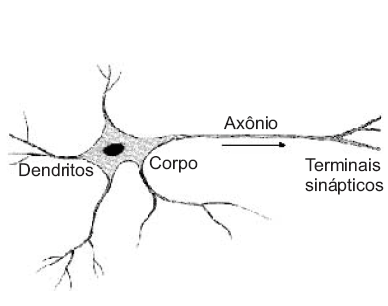 Axônio
Dendritos
Corpo
Terminais
sinápticos